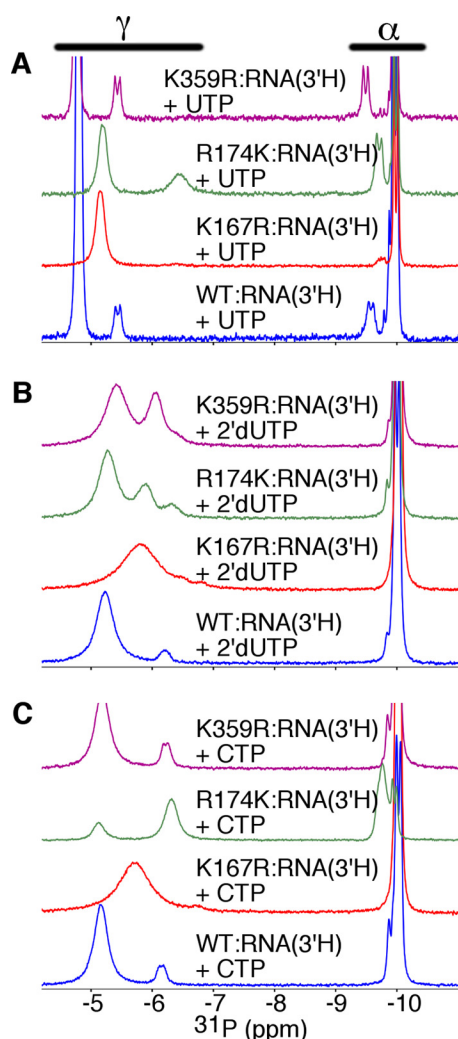 γ α
A
K359R:RNA(3'H)
+ UTP
R174K:RNA(3'H)
+ UTP
K167R:RNA(3'H)
+ UTP
WT:RNA(3'H)
+ UTP
B
K359R:RNA(3'H)
+ 2'dUTP
R174K:RNA(3'H)
+ 2'dUTP
K167R:RNA(3'H)
+ 2'dUTP
WT:RNA(3'H)
+ 2'dUTP
C
K359R:RNA(3'H)
+ CTP
R174K:RNA(3'H)
+ CTP
K167R:RNA(3'H)
+ CTP
WT:RNA(3'H)
+ CTP
-5 -6 -7 -8 -9 -10
³¹P (ppm)